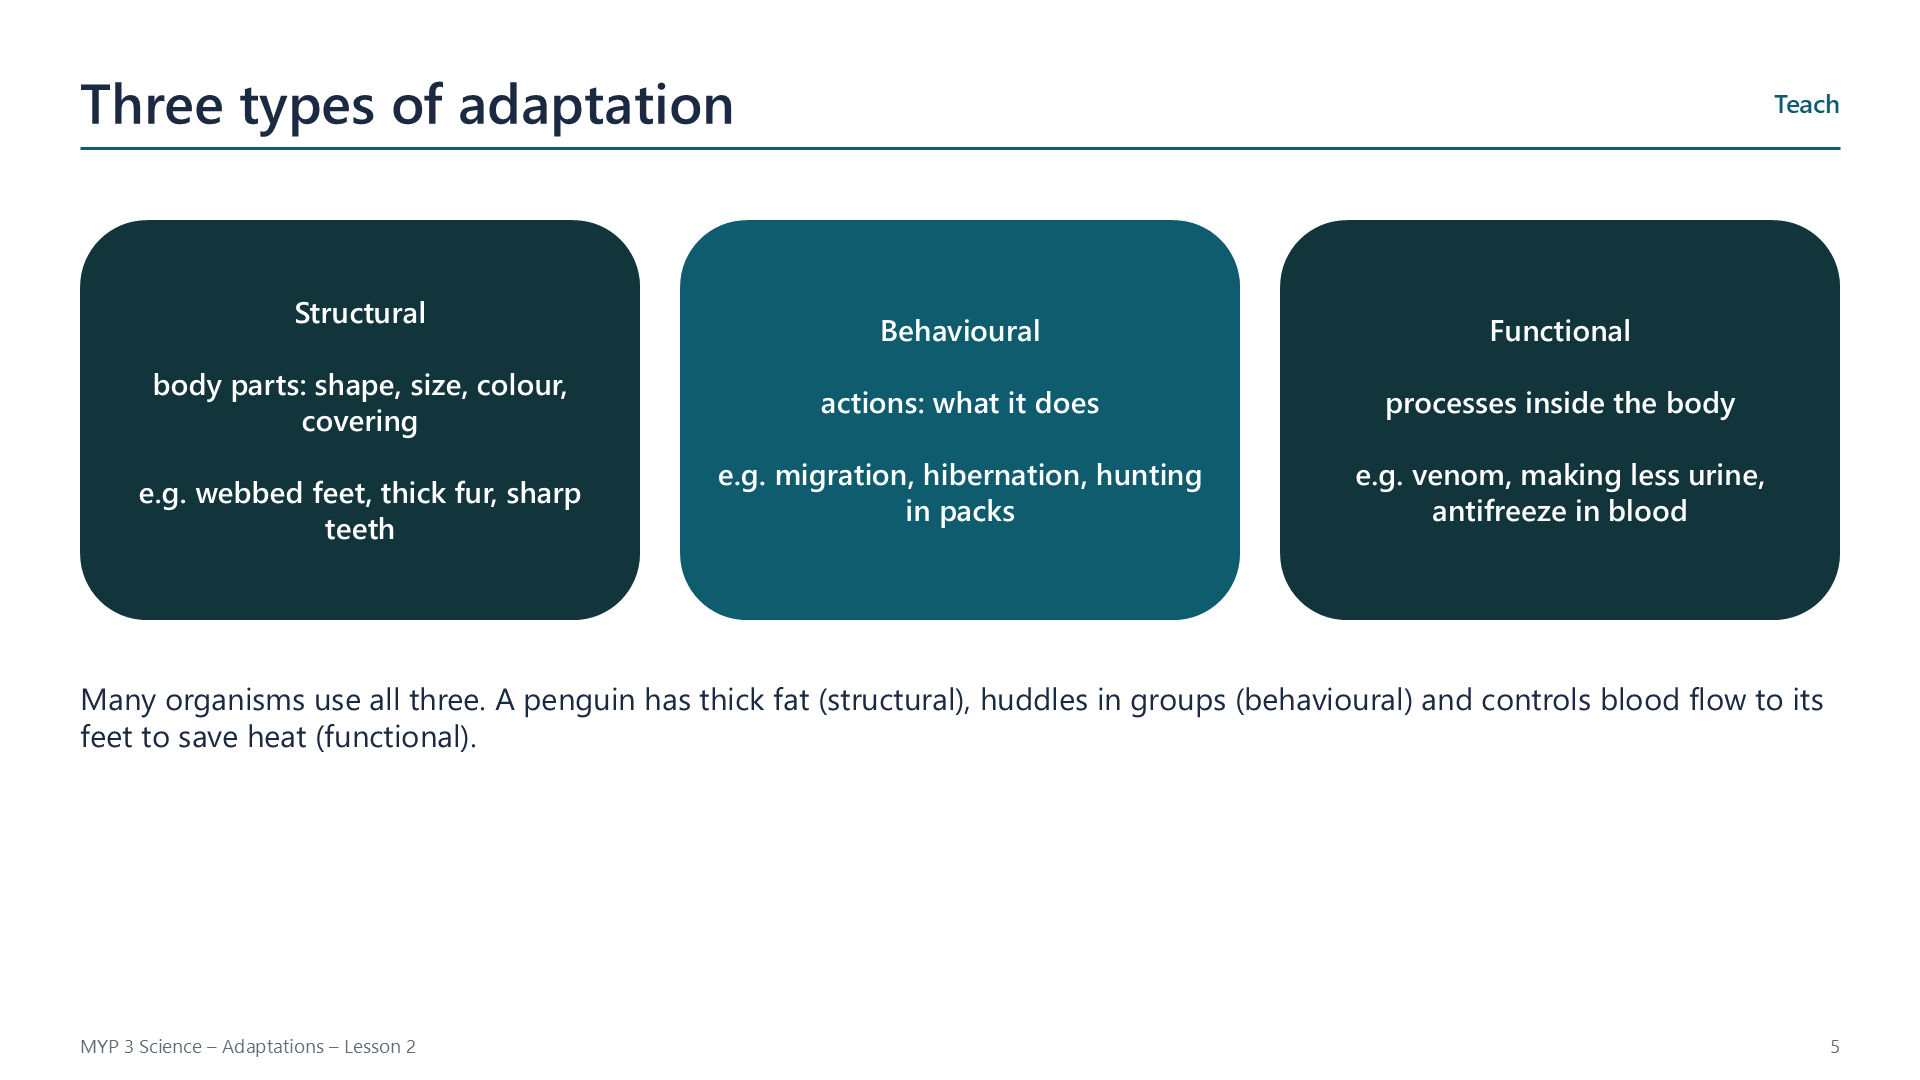 Three types of adaptation
Teach
Structural
body parts: shape, size, colour,
covering
e.g. webbed feet, thick fur, sharp
teeth
Behavioural
actions: what it does
e.g. migration, hibernation, hunting
in packs
Functional
processes inside the body
e.g. venom, making less urine,
antifreeze in blood
Many organisms use all three. A penguin has thick fat (structural), huddles in groups (behavioural) and controls blood flow to its
feet to save heat (functional).
MYP 3 Science – Adaptations – Lesson 2
5